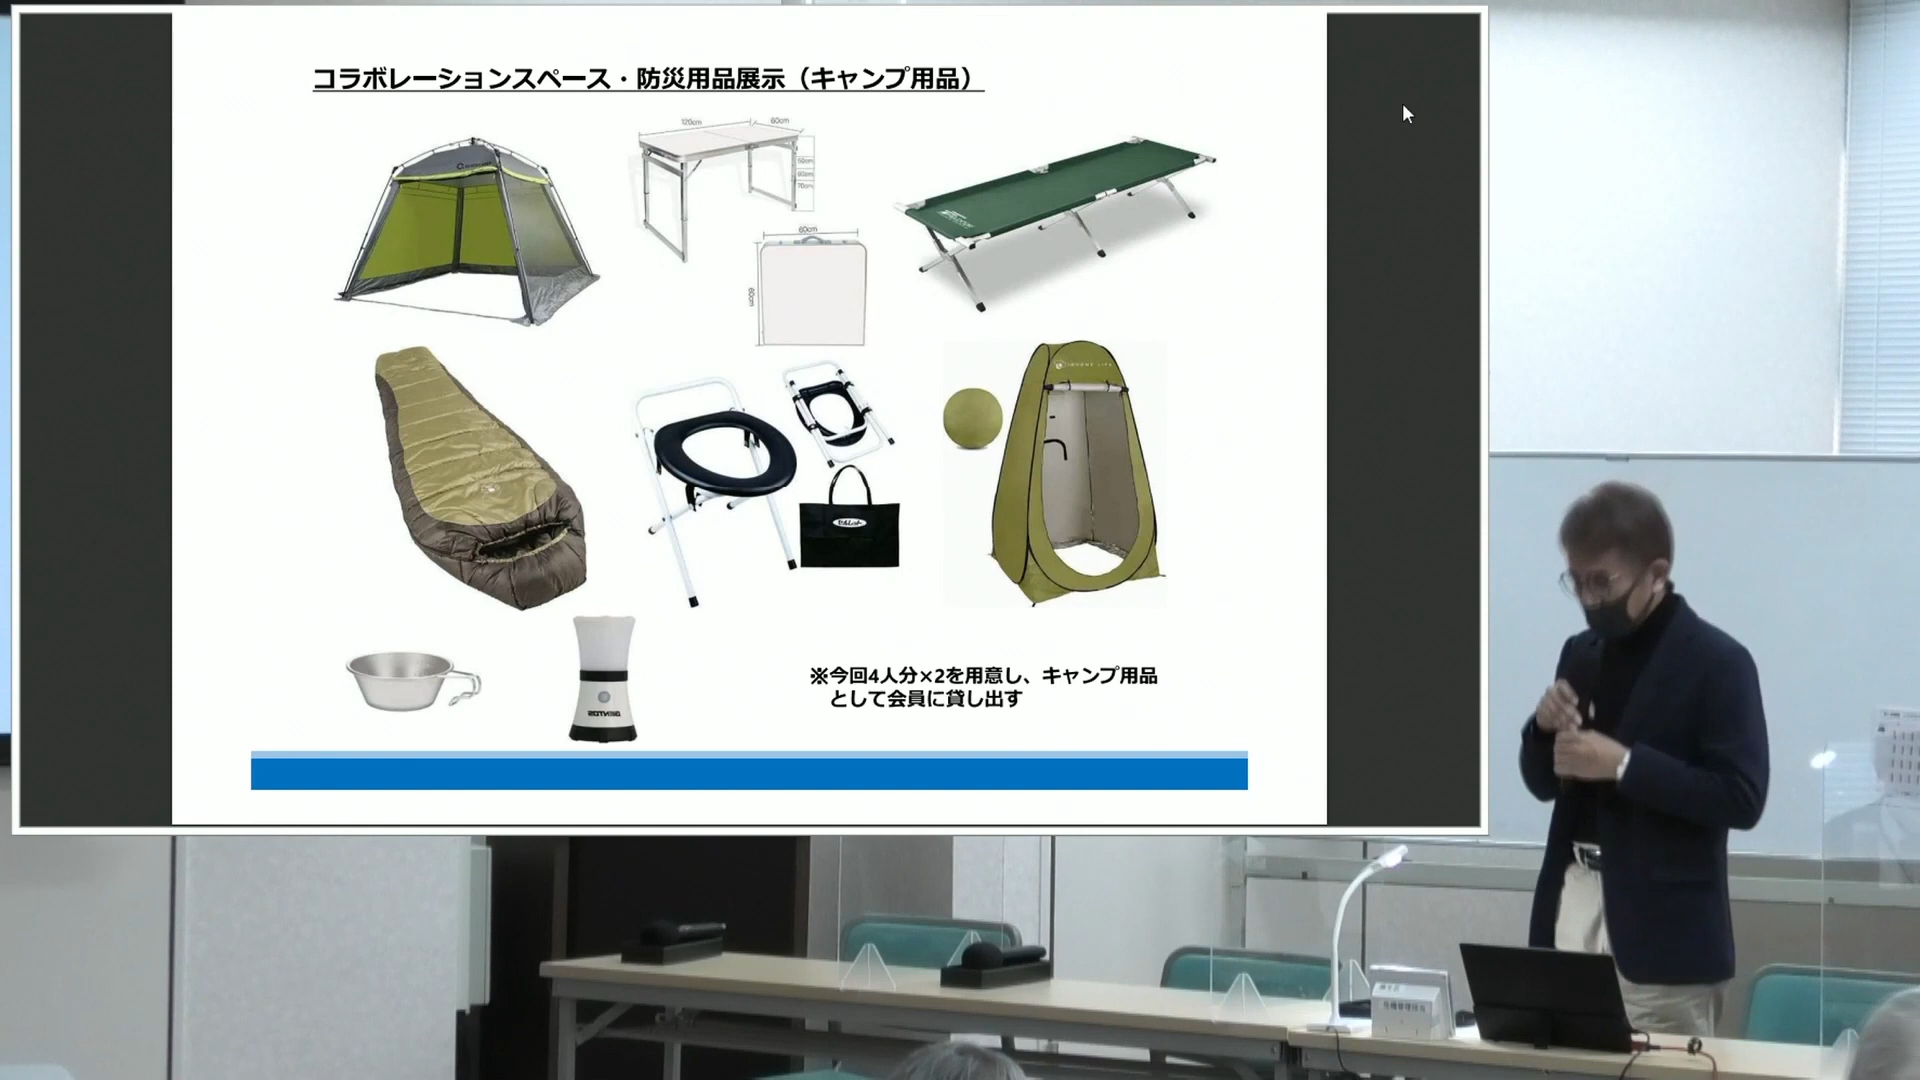 コラボレーションスペース・防災用品展示（キャンプ用品）
120cm
60cm
50cm
60cm
70cm
60cm
60cm
GENTOS
※今回4人分×2を用意し、キャンプ用品
として会員に貸し出す